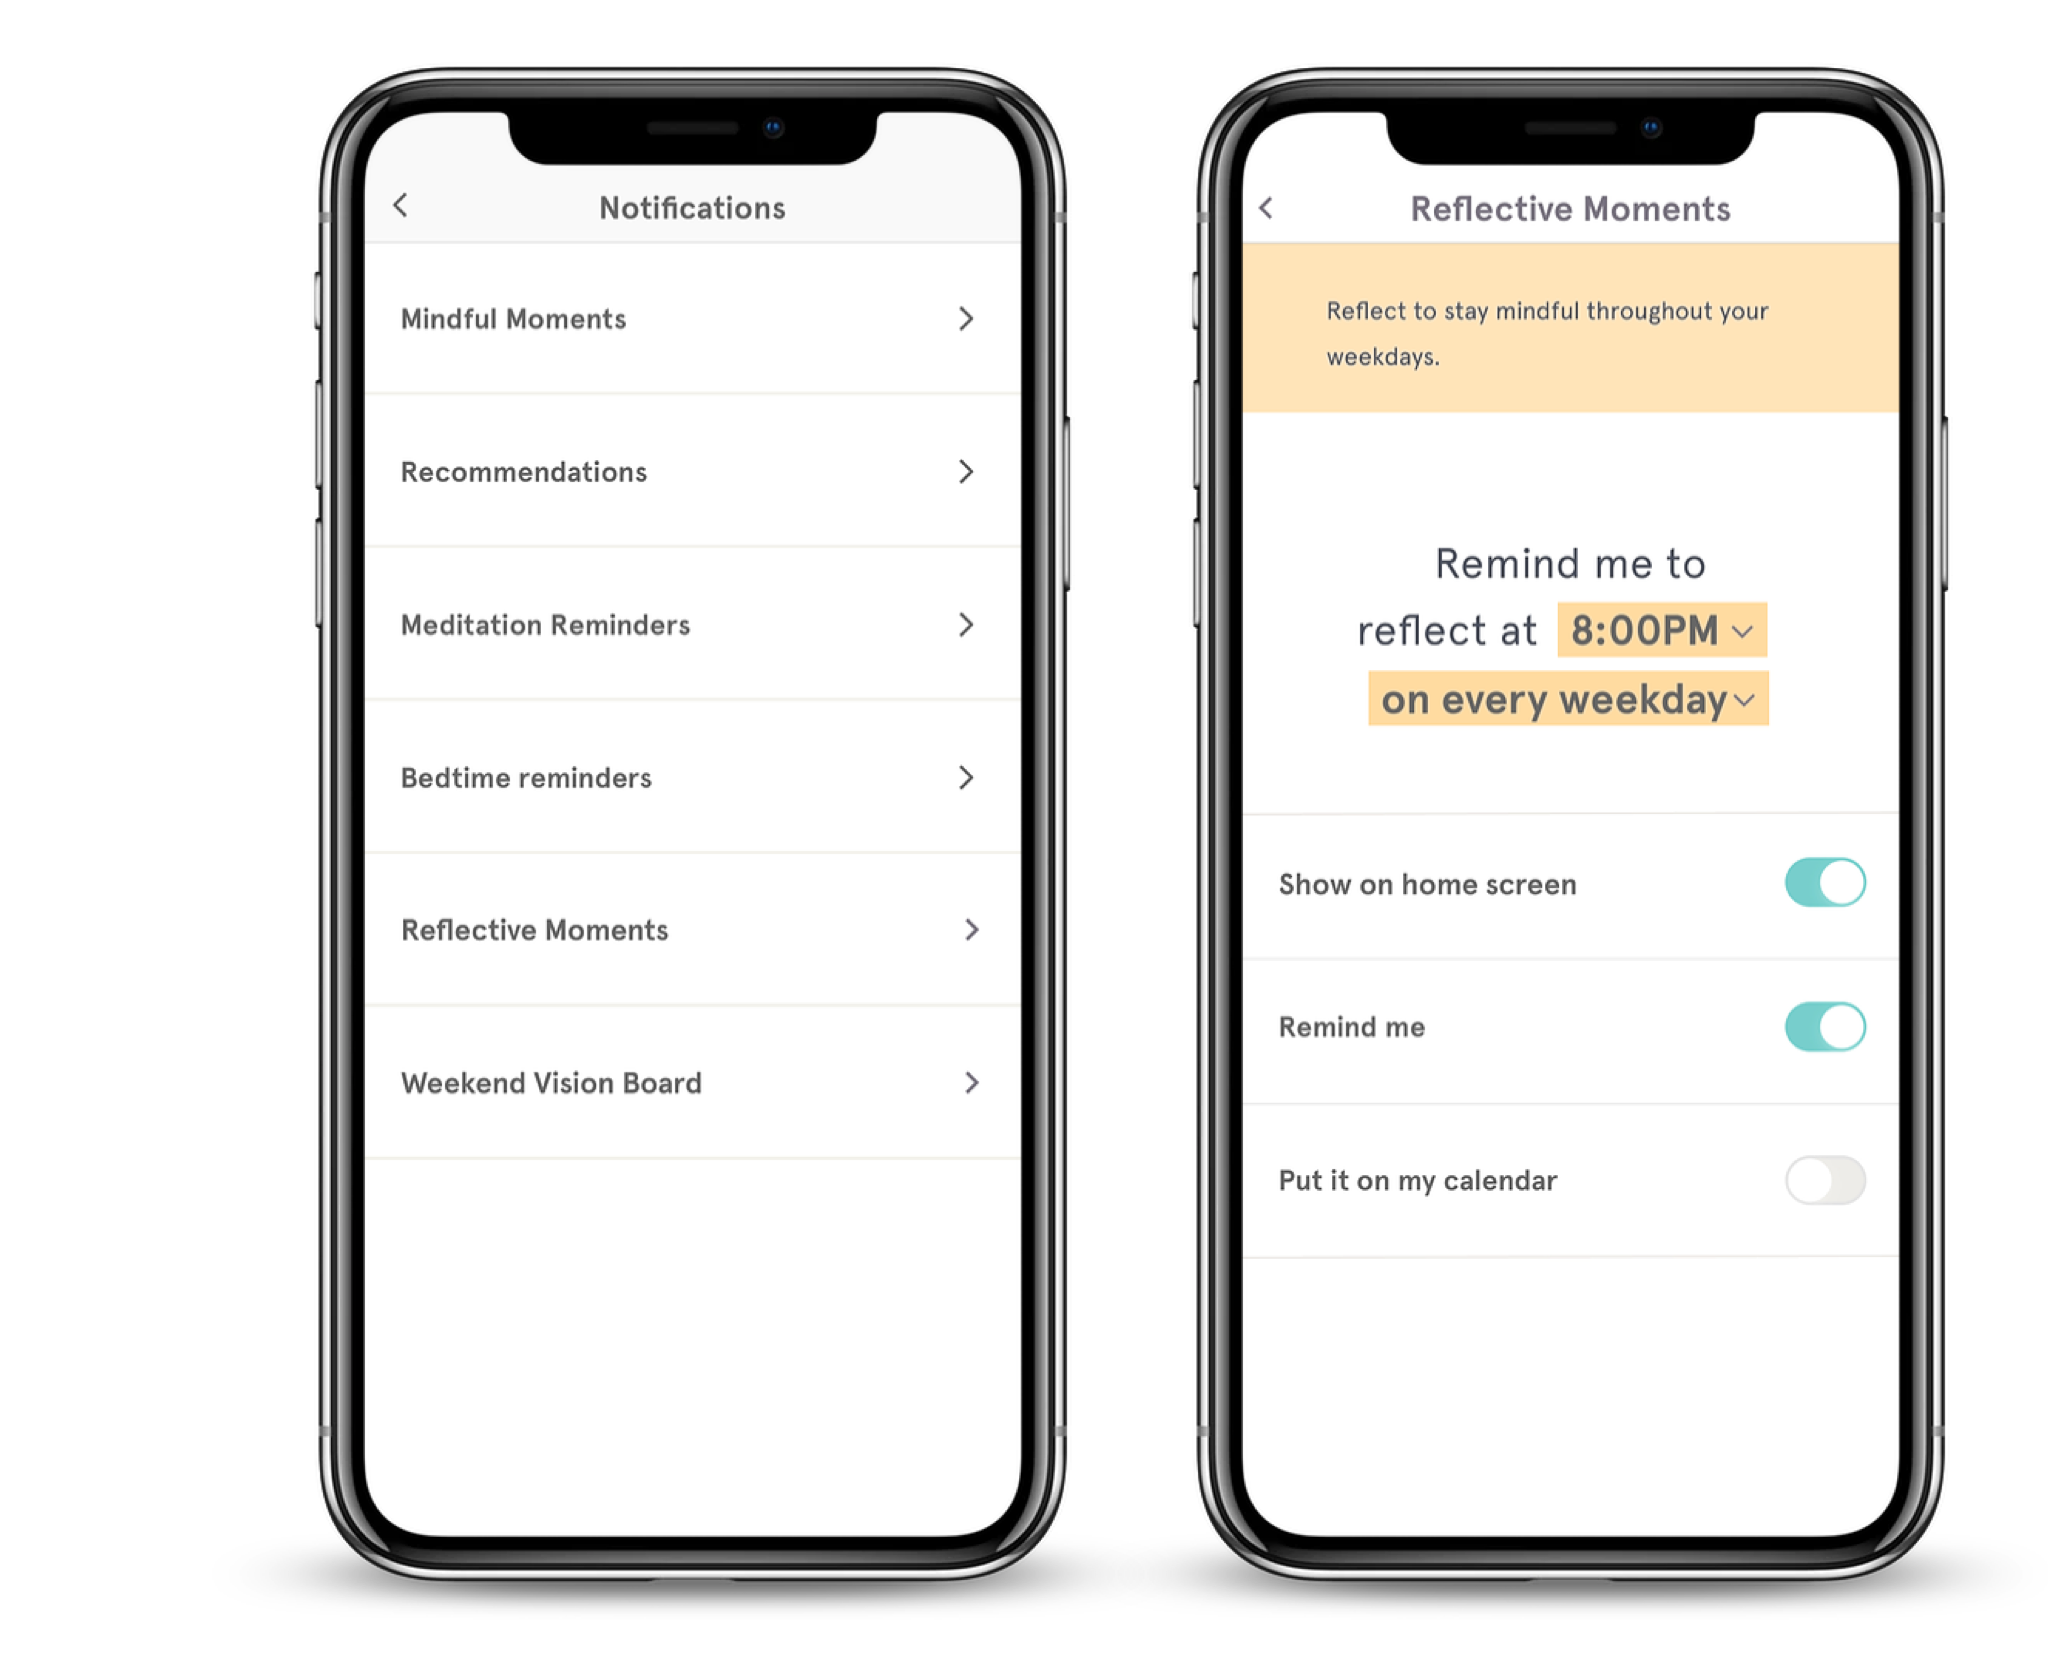 Notifications
Mindful Moments
Recommendations
Meditation Reminders
Bedtime reminders
Reflective Moments
Weekend Vision Board
Reflective Moments
Reflect to stay mindful throughout your
weekdays.
Remind me to
reflect at 8:00PM
on every weekday
Show on home screen
Remind me
Put it on my calendar